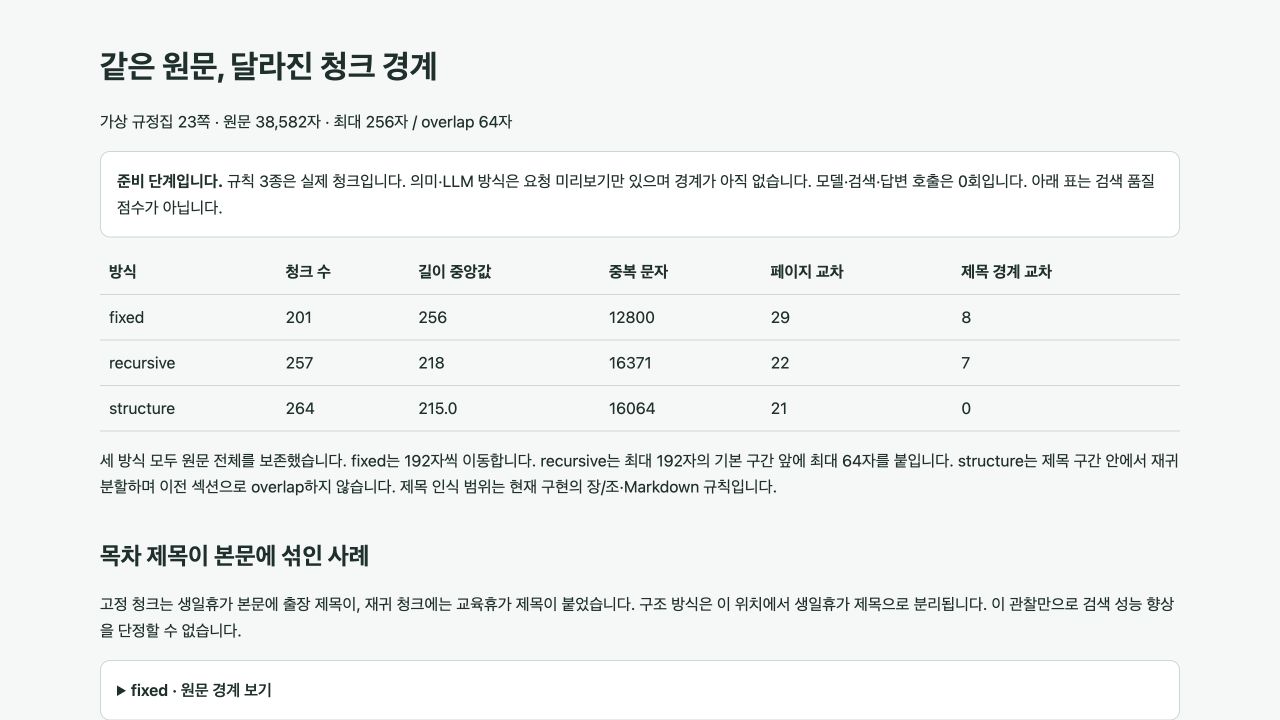 같은 원문, 달라진 청크 경계
가상 규정집 23쪽 · 원문 38,582자 · 최대 256자 / overlap 64자
준비 단계입니다. 규칙 3종은 실제 청크입니다. 의미·LLM 방식은 요청 미리보기만 있으며 경계가 아직 없습니다. 모델·검색·답변 호출은 0회입니다. 아래 표는 검색 품질
점수가 아닙니다.
방식 청크 수 길이 중앙값 중복 문자 페이지 교차 제목 경계 교차
fixed 201 256 12800 29 8
recursive 257 218 16371 22 7
structure 264 215.0 16064 21 0
세 방식 모두 원문 전체를 보존했습니다. fixed는 192자씩 이동합니다. recursive는 최대 192자의 기본 구간 앞에 최대 64자를 붙입니다. structure는 제목 구간 안에서 재귀
분할하며 이전 섹션으로 overlap하지 않습니다. 제목 인식 범위는 현재 구현의 장/조·Markdown 규칙입니다.
목차 제목이 본문에 섞인 사례
고정 청크는 생일휴가 본문에 출장 제목이, 재귀 청크에는 교육휴가 제목이 붙었습니다. 구조 방식은 이 위치에서 생일휴가 제목으로 분리됩니다. 이 관찰만으로 검색 성능 향상
을 단정할 수 없습니다.
▶ fixed · 원문 경계 보기